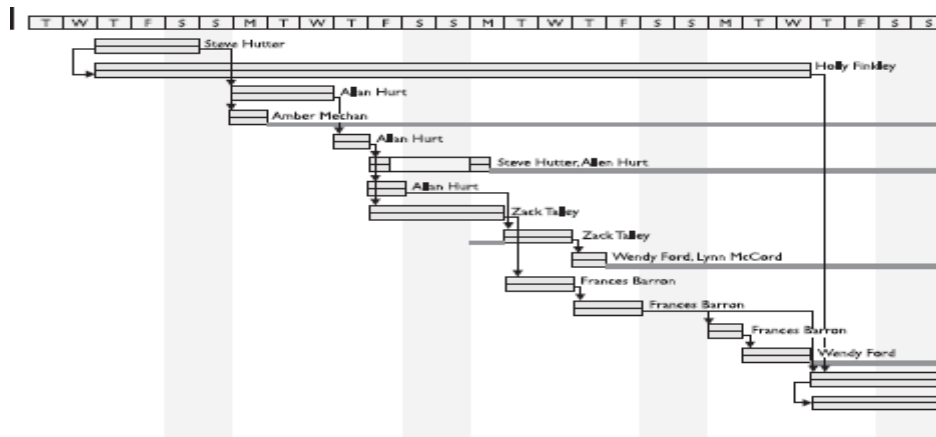 T W T F S S M T W T F S S M T W T F S S M T W T F S S
Steve Hutter
Holly Finkley
Allan Hurt
Amber Mechan
Allan Hurt
Steve Hutter, Allen Hurt
Allan Hurt
Zack Talley
Zack Talley
Wendy Ford, Lynn McCord
Frances Barron
Frances Barron
Frances Barron
Wendy Ford